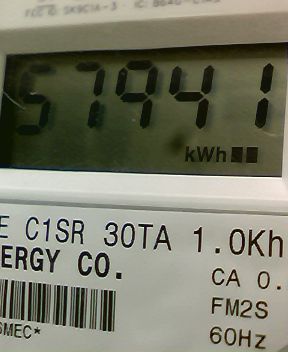 57941
kWh
E C1SR 30TA 1.0Kh
ERGY CO.
CA 0.
FM2S
60Hz
SMEC*